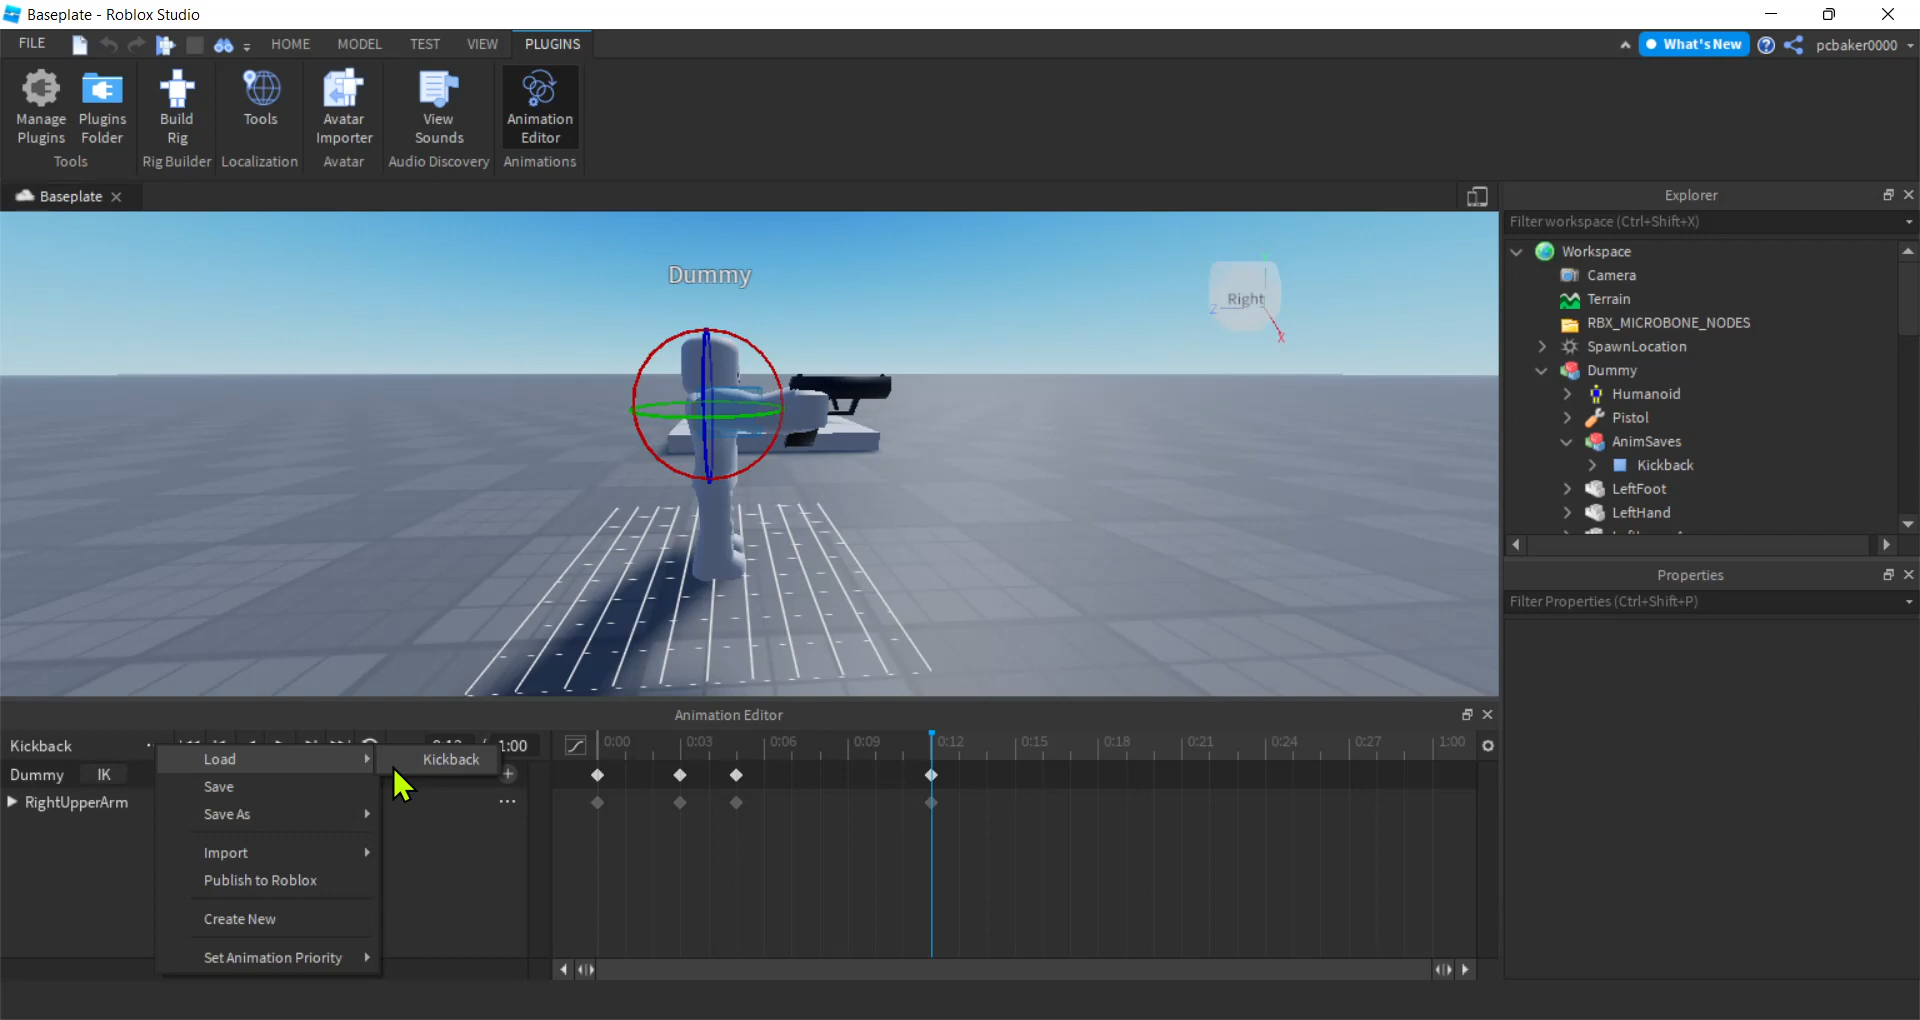 Baseplate - Roblox Studio
FILE
HOME
MODEL
TEST
VIEW
PLUGINS
What's New
pcbaker0000
Manage Plugins
Plugins Folder
Build Rig
Tools
Avatar Importer
View Sounds
Animation Editor
Tools
Rig Builder
Localization
Avatar
Audio Discovery
Animations
Baseplate
Dummy
Right
Z
X
Explorer
Filter workspace (Ctrl+Shift+X)
Workspace
Camera
Terrain
RBX_MICROBONE_NODES
SpawnLocation
Dummy
Humanoid
Pistol
AnimSaves
Kickback
LeftFoot
LeftHand
Properties
Filter Properties (Ctrl+Shift+P)
Animation Editor
Kickback
1:00
0:00
0:03
0:06
0:09
0:12
0:15
0:18
0:21
0:24
0:27
1:00
Dummy
IK
RightUpperArm
Load
Kickback
Save
Save As
Import
Publish to Roblox
Create New
Set Animation Priority